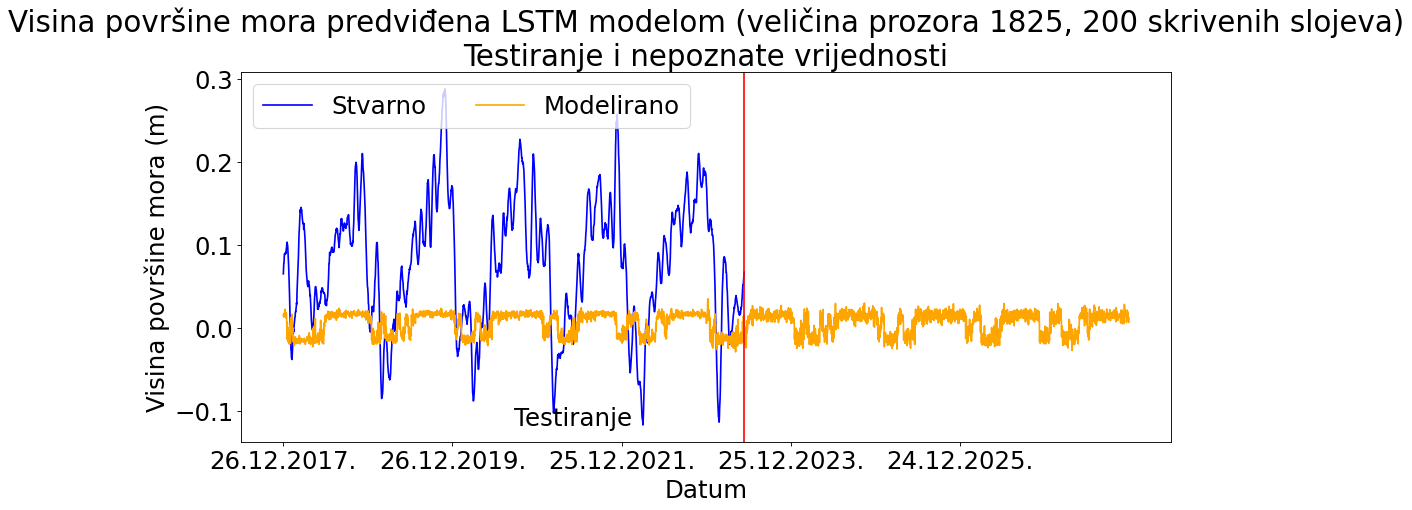 Visina površine mora predviđena LSTM modelom (veličina prozora 1825, 200 skrivenih slojeva)
Testiranje i nepoznate vrijednosti
Stvarno
Modelirano
Visina površine mora (m)
0.3
0.2
0.1
0.0
−0.1
Testiranje
26.12.2017.
26.12.2019.
25.12.2021.
25.12.2023.
24.12.2025.
Datum